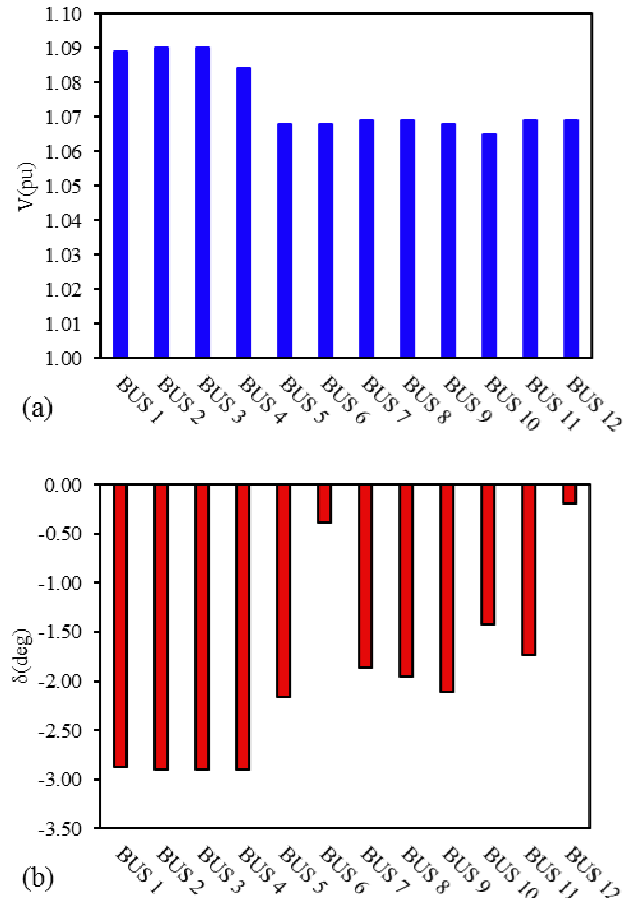 1.10
1.09
1.08
1.07
1.06
1.05
1.04
1.03
1.02
1.01
1.00
V(pu)
BUS 1
BUS 2
BUS 3
BUS 4
BUS 5
BUS 6
BUS 7
BUS 8
BUS 9
BUS 10
BUS 11
BUS 12
(a)
0.00
-0.50
-1.00
-1.50
-2.00
-2.50
-3.00
-3.50
δ(deg)
BUS 1
BUS 2
BUS 3
BUS 4
BUS 5
BUS 6
BUS 7
BUS 8
BUS 9
BUS 10
BUS 11
BUS 12
(b)